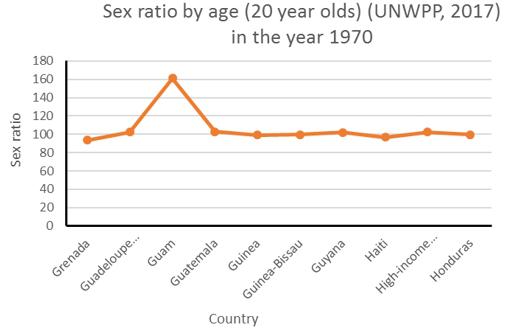 Sex ratio by age (20 year olds) (UNWPP, 2017)
in the year 1970
180
160
140
120
100
80
60
40
20
0
Sex ratio
Grenada
Guadeloupe...
Guam
Guatemala
Guinea
Guinea-Bissau
Guyana
Haiti
High-income...
Honduras
Country